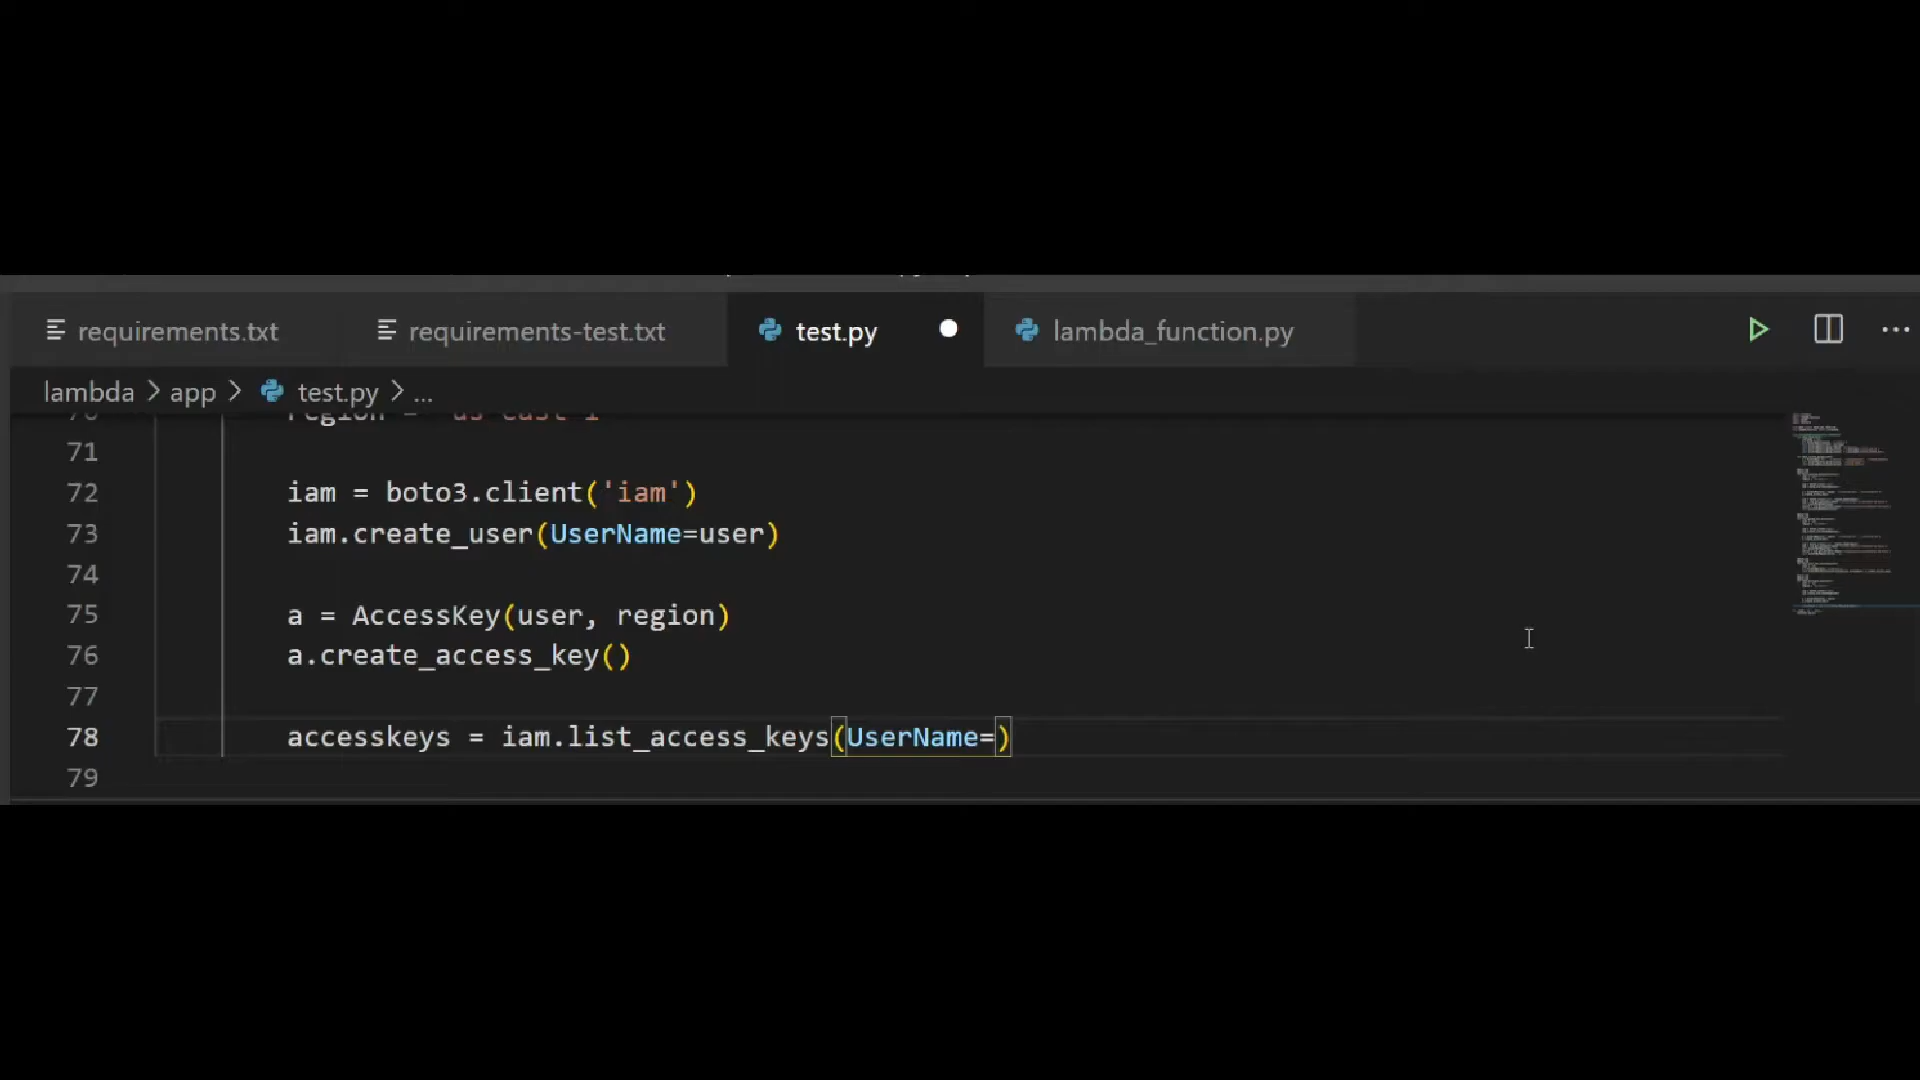 requirements.txt requirements-test.txt test.py lambda_function.py
lambda > app > test.py > ...
71
72 iam = boto3.client('iam')
73 iam.create_user(UserName=user)
74
75 a = AccessKey(user, region)
76 a.create_access_key()
77
78 accesskeys = iam.list_access_keys(UserName=)
79